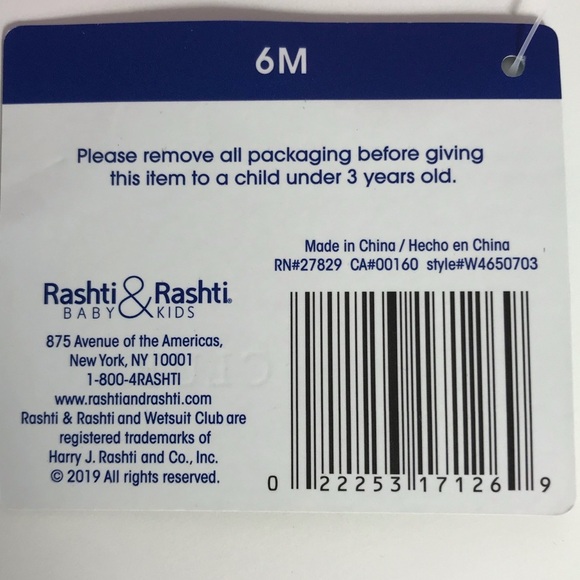 6M
Please remove all packaging before giving
this item to a child under 3 years old.
Made in China / Hecho en China
RN#27829 CA#00160 style#W4650703
Rashti & Rashti®
BABY KIDS
875 Avenue of the Americas,
New York, NY 10001
1-800-4RASHTI
www.rashtiandrashti.com
Rashti & Rashti and Wetsuit Club are
registered trademarks of
Harry J. Rashti and Co., Inc.
© 2019 All rights reserved.
0 22253 17126 9